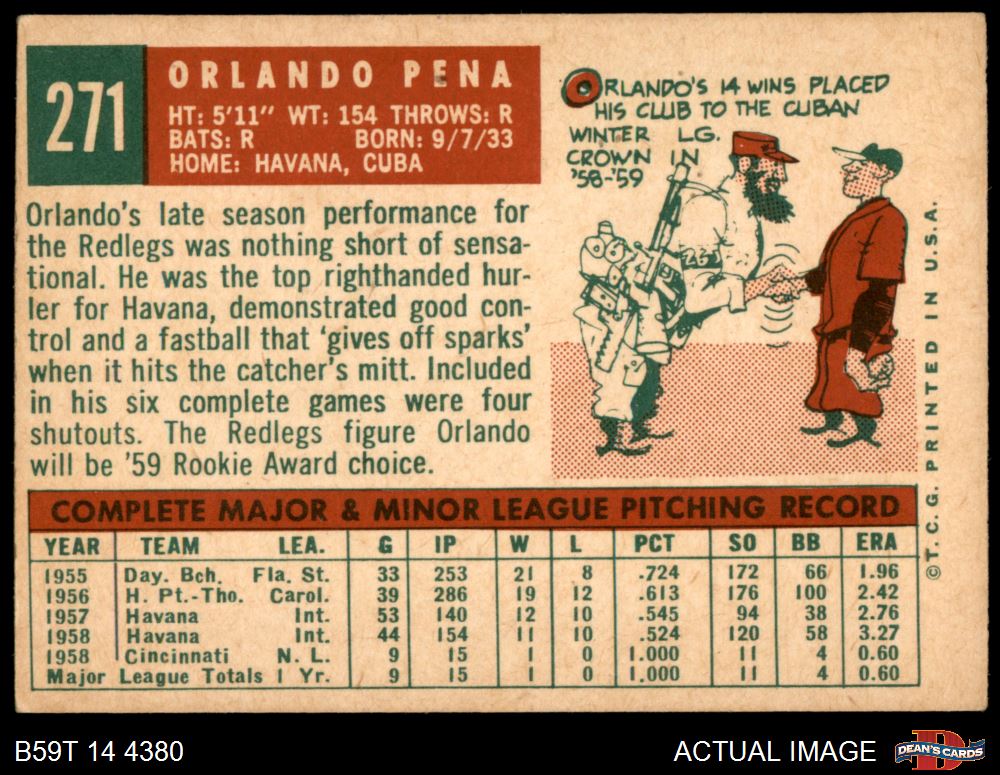 271
ORLANDO PENA
HT: 5'11" WT: 154 THROWS: R
BATS: R BORN: 9/7/33
HOME: HAVANA, CUBA
Orlando's late season performance for
the Redlegs was nothing short of sensa-
tional. He was the top righthanded hur-
ler for Havana, demonstrated good con-
trol and a fastball that 'gives off sparks'
when it hits the catcher's mitt. Included
in his six complete games were four
shutouts. The Redlegs figure Orlando
will be '59 Rookie Award choice.
ORLANDO'S 14 WINS PLACED
HIS CLUB TO THE CUBAN
WINTER LG.
CROWN IN
'58-'59
26
© T. C. G. PRINTED IN U.S.A.
COMPLETE MAJOR & MINOR LEAGUE PITCHING RECORD
YEAR TEAM LEA. G IP W L PCT SO BB ERA
1955 Day. Bch. Fla. St. 33 253 21 8 .724 172 66 1.96
1956 H. Pt.-Tho. Carol. 39 286 19 12 .613 176 100 2.42
1957 Havana Int. 53 140 12 10 .545 94 38 2.76
1958 Havana Int. 44 154 11 10 .524 120 58 3.27
1958 Cincinnati N. L. 9 15 1 0 1.000 11 4 0.60
Major League Totals 1 Yr. 9 15 1 0 1.000 11 4 0.60
B59T 14 4380
ACTUAL IMAGE
D
DEAN'S CARDS